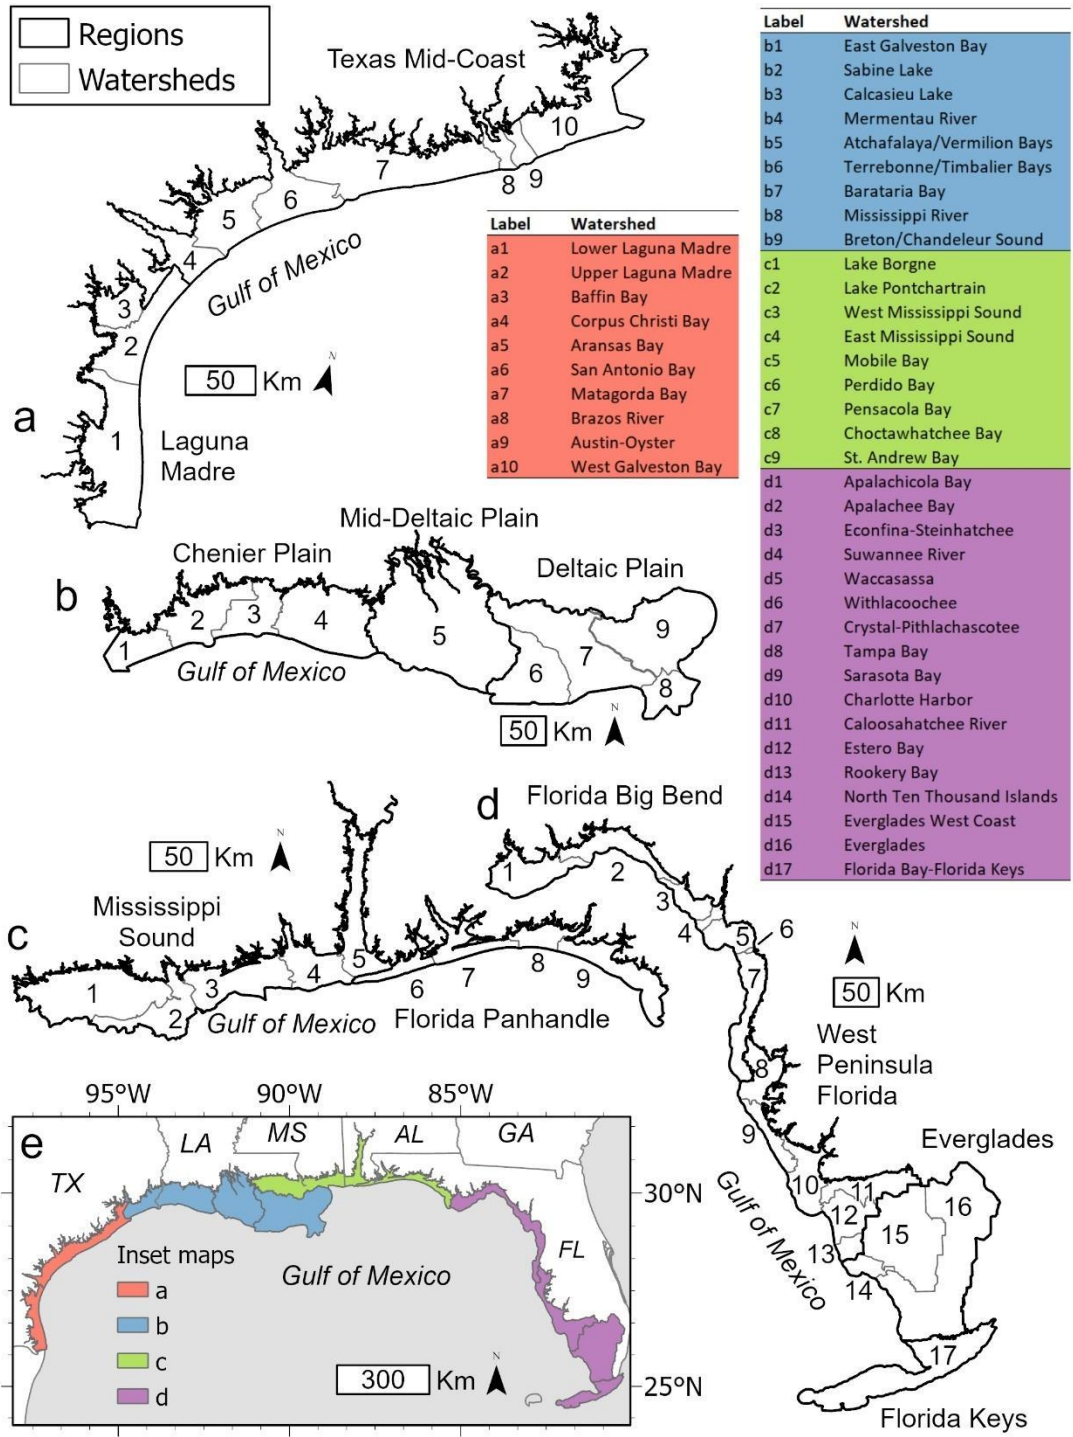 Regions
Watersheds
Texas Mid-Coast
10
7
8
9
6
5
4
3
2
1
Gulf of Mexico
50 Km
N
a
Laguna
Madre
Label Watershed
a1 Lower Laguna Madre
a2 Upper Laguna Madre
a3 Baffin Bay
a4 Corpus Christi Bay
a5 Aransas Bay
a6 San Antonio Bay
a7 Matagorda Bay
a8 Brazos River
a9 Austin-Oyster
a10 West Galveston Bay
Label Watershed
b1 East Galveston Bay
b2 Sabine Lake
b3 Calcasieu Lake
b4 Mermentau River
b5 Atchafalaya/Vermilion Bays
b6 Terrebonne/Timbalier Bays
b7 Barataria Bay
b8 Mississippi River
b9 Breton/Chandeleur Sound
c1 Lake Borgne
c2 Lake Pontchartrain
c3 West Mississippi Sound
c4 East Mississippi Sound
c5 Mobile Bay
c6 Perdido Bay
c7 Pensacola Bay
c8 Choctawhatchee Bay
c9 St. Andrew Bay
d1 Apalachicola Bay
d2 Apalachee Bay
d3 Econfina-Steinhatchee
d4 Suwannee River
d5 Waccasassa
d6 Withlacoochee
d7 Crystal-Pithlachascotee
d8 Tampa Bay
d9 Sarasota Bay
d10 Charlotte Harbor
d11 Caloosahatchee River
d12 Estero Bay
d13 Rookery Bay
d14 North Ten Thousand Islands
d15 Everglades West Coast
d16 Everglades
d17 Florida Bay-Florida Keys
b
Chenier Plain
Mid-Deltaic Plain
Deltaic Plain
1
2
3
4
5
6
7
8
9
Gulf of Mexico
50 Km
N
c
50 Km
N
Mississippi
Sound
1
2
3
4
5
6
7
8
9
Gulf of Mexico
Florida Panhandle
d
Florida Big Bend
1
2
3
4
5
6
7
8
9
10
11
12
13
14
15
16
17
N
50 Km
West
Peninsula
Florida
Everglades
Gulf of Mexico
Florida Keys
95°W 90°W 85°W
e
TX
LA
MS
AL
GA
FL
30°N
25°N
Inset maps
a
b
c
d
Gulf of Mexico
300 Km
N